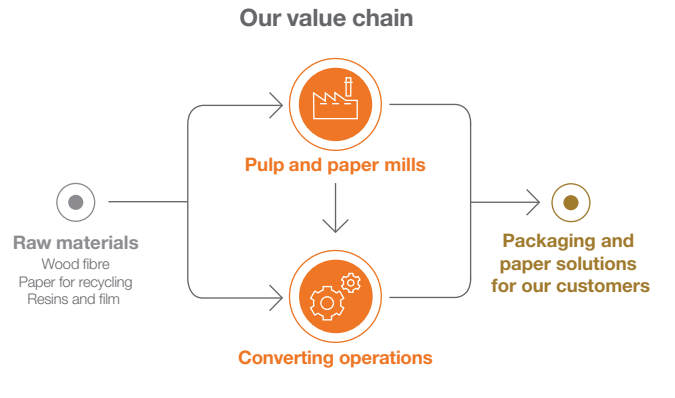 Our value chain
Pulp and paper mills
Raw materials
Wood fibre
Paper for recycling
Resins and film
Packaging and
paper solutions
for our customers
Converting operations